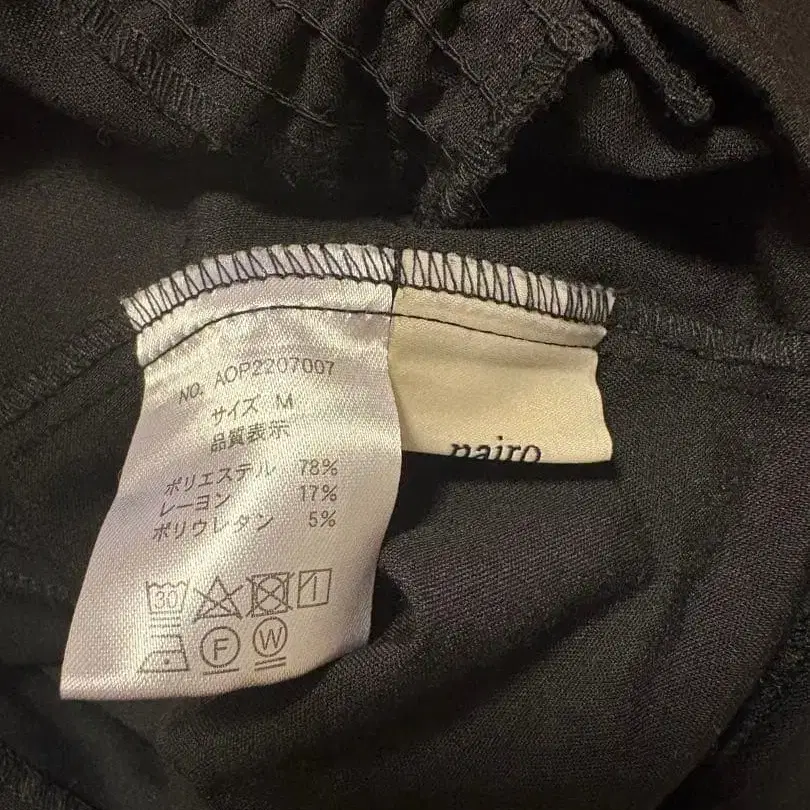 NO. AOP2207007
サイズ M
品質表示
ポリエステル 78%
レーヨン 17%
ポリウレタン 5%
30
F W
nairo